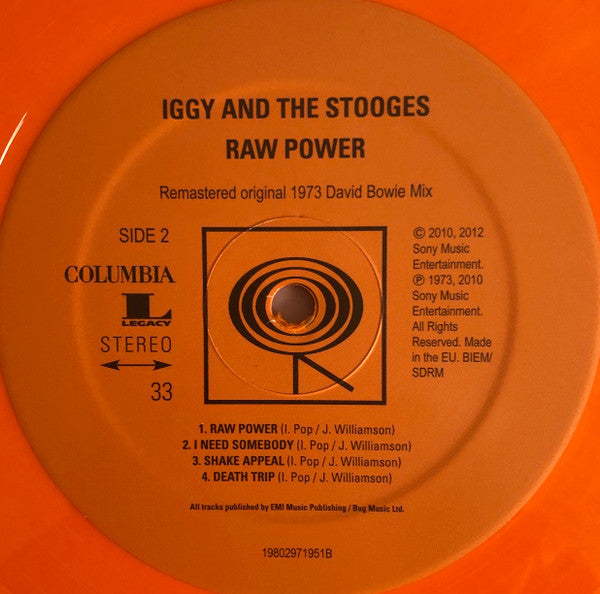 IGGY AND THE STOOGES
RAW POWER
Remastered original 1973 David Bowie Mix
SIDE 2
COLUMBIA
L
LEGACY
STEREO
33
© 2010, 2012
Sony Music
Entertainment.
℗ 1973, 2010
Sony Music
Entertainment.
All Rights
Reserved. Made
in the EU. BIEM/
SDRM
1. RAW POWER (I. Pop / J. Williamson)
2. I NEED SOMEBODY (I. Pop / J. Williamson)
3. SHAKE APPEAL (I. Pop / J. Williamson)
4. DEATH TRIP (I. Pop / J. Williamson)
All tracks published by EMI Music Publishing / Bug Music Ltd.
19802971951B